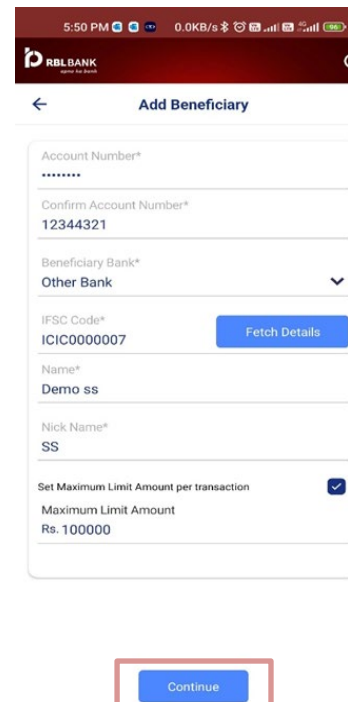 5:50 PM 0.0KB/s 96
RBLBANK
apno ka bank
Add Beneficiary
Account Number*
••••••••
Confirm Account Number*
12344321
Beneficiary Bank*
Other Bank
IFSC Code*
ICIC0000007
Fetch Details
Name*
Demo ss
Nick Name*
SS
Set Maximum Limit Amount per transaction
Maximum Limit Amount
Rs. 100000
Continue